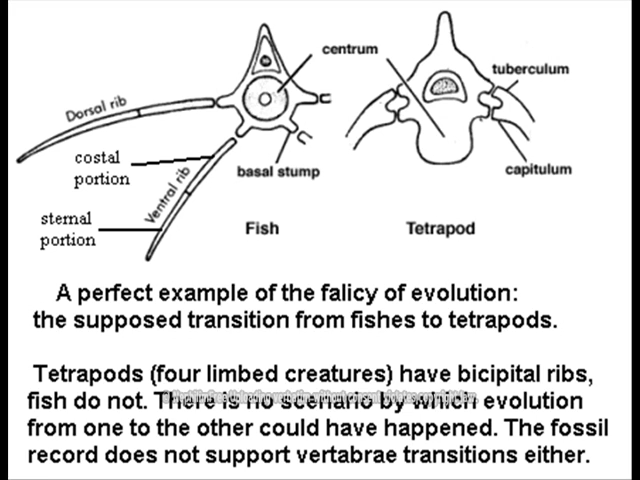 centrum
tuberculum
Dorsal rib
costal
portion
Ventral rib
basal stump
capitulum
sternal
portion
Fish
Tetrapod
A perfect example of the falicy of evolution:
the supposed transition from fishes to tetrapods.
Tetrapods (four limbed creatures) have bicipital ribs,
fish do not. There is no scenario by which evolution
from one to the other could have happened. The fossil
record does not support vertabrae transitions either.